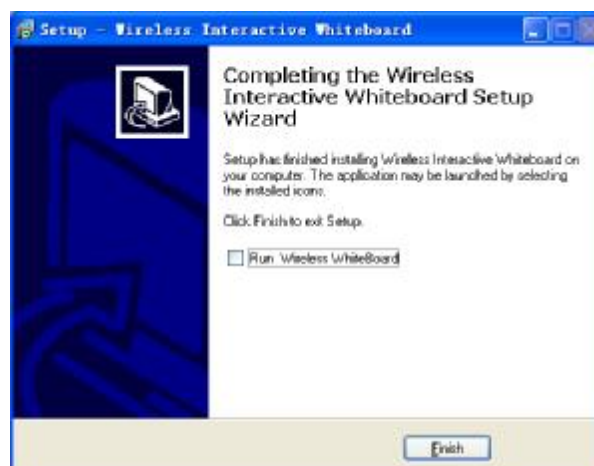 Setup - Wireless Interactive Whiteboard
Completing the Wireless
Interactive Whiteboard Setup
Wizard
Setup has finished installing Wireless Interactive Whiteboard on
your computer. The application may be launched by selecting
the installed icons.
Click Finish to exit Setup.
Run Wireless WhiteBoard
Finish